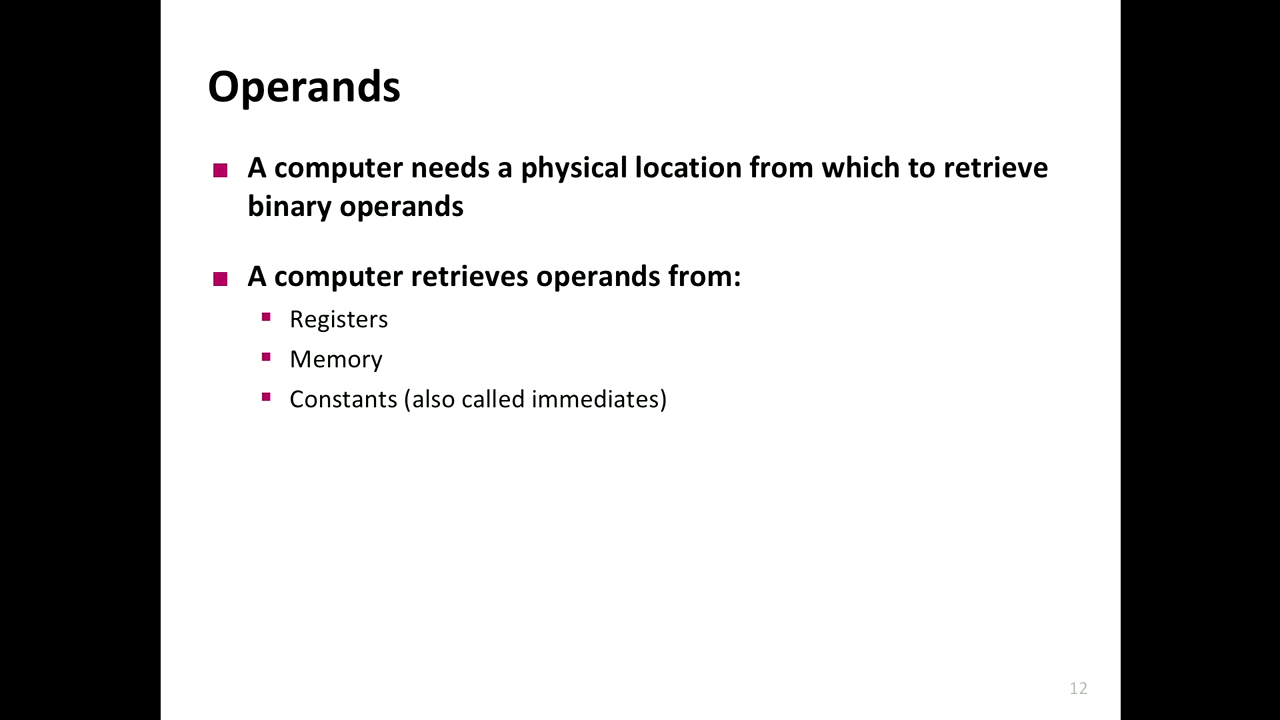 Operands
A computer needs a physical location from which to retrieve
binary operands
A computer retrieves operands from:
Registers
Memory
Constants (also called immediates)
12